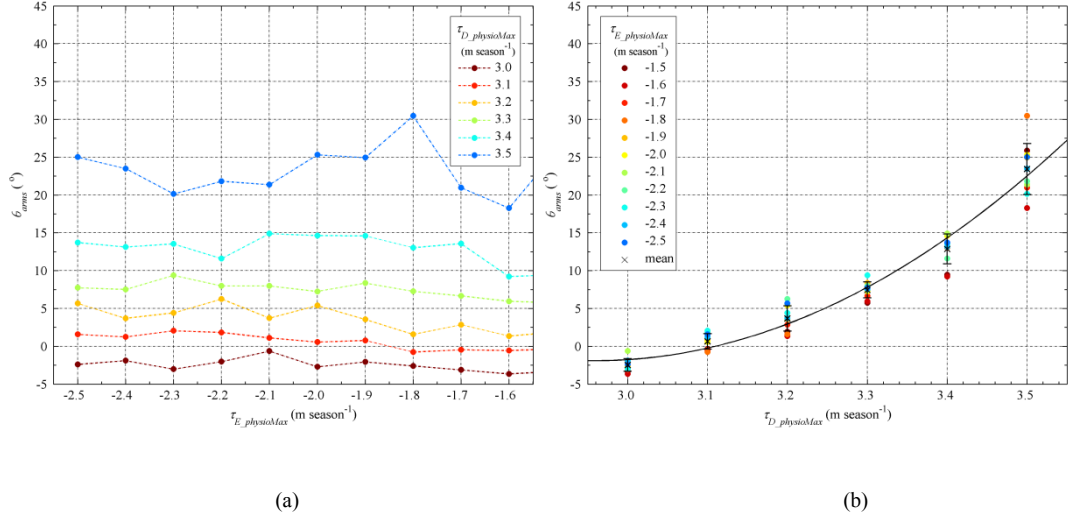 (a)
45
40
35
30
25
20
15
10
5
0
-5
θarms (°)
-2.5 -2.4 -2.3 -2.2 -2.1 -2.0 -1.9 -1.8 -1.7 -1.6
τE_physioMax (m season-1)
τD_physioMax
(m season-1)
3.0
3.1
3.2
3.3
3.4
3.5
(b)
45
40
35
30
25
20
15
10
5
0
-5
θarms (°)
3.0 3.1 3.2 3.3 3.4 3.5
τD_physioMax (m season-1)
τE_physioMax
(m season-1)
-1.5
-1.6
-1.7
-1.8
-1.9
-2.0
-2.1
-2.2
-2.3
-2.4
-2.5
mean
(a)
(b)